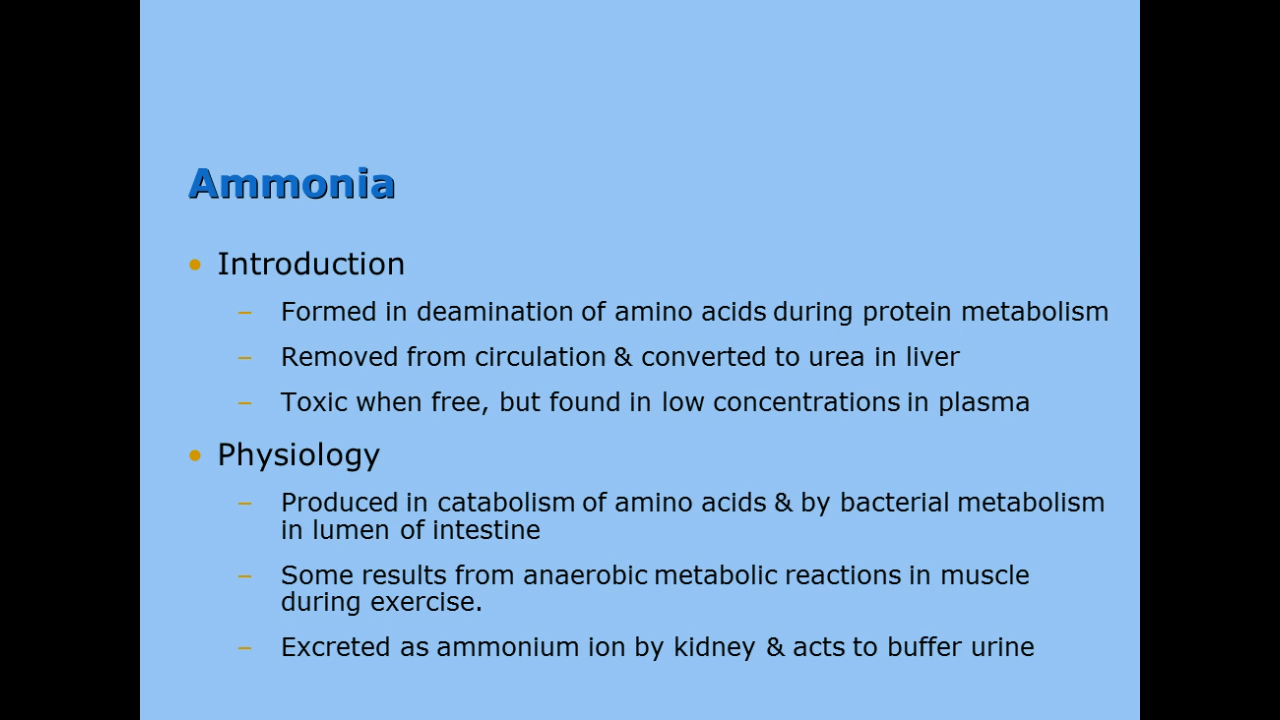 Ammonia
• Introduction
– Formed in deamination of amino acids during protein metabolism
– Removed from circulation & converted to urea in liver
– Toxic when free, but found in low concentrations in plasma
• Physiology
– Produced in catabolism of amino acids & by bacterial metabolism
in lumen of intestine
– Some results from anaerobic metabolic reactions in muscle
during exercise.
– Excreted as ammonium ion by kidney & acts to buffer urine